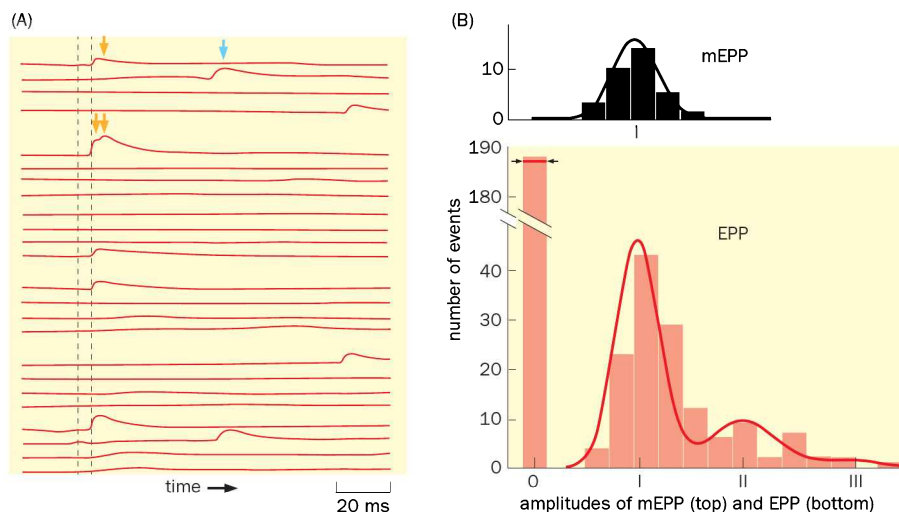 (A)
time
20 ms
(B)
mEPP
10
0
I
190
180
EPP
number of events
40
30
20
10
0
0
I
II
III
amplitudes of mEPP (top) and EPP (bottom)